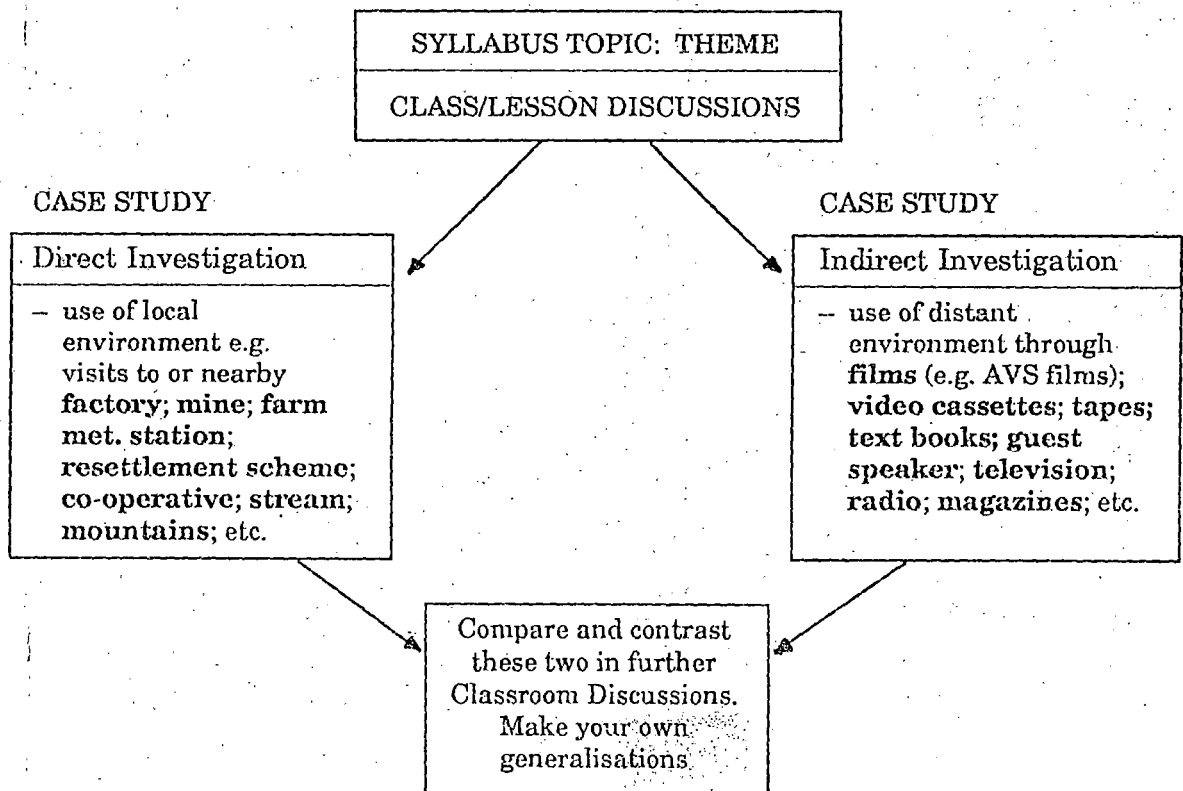 SYLLABUS TOPIC: THEME
CLASS/LESSON DISCUSSIONS
CASE STUDY
Direct Investigation
– use of local
environment e.g.
visits to or nearby
factory; mine; farm
met. station;
resettlement scheme;
co-operative; stream;
mountains; etc.
CASE STUDY
Indirect Investigation
– use of distant
environment through
films (e.g. AVS films);
video cassettes; tapes;
text books; guest
speaker; television;
radio; magazines; etc.
Compare and contrast
these two in further
Classroom Discussions.
Make your own
generalisations